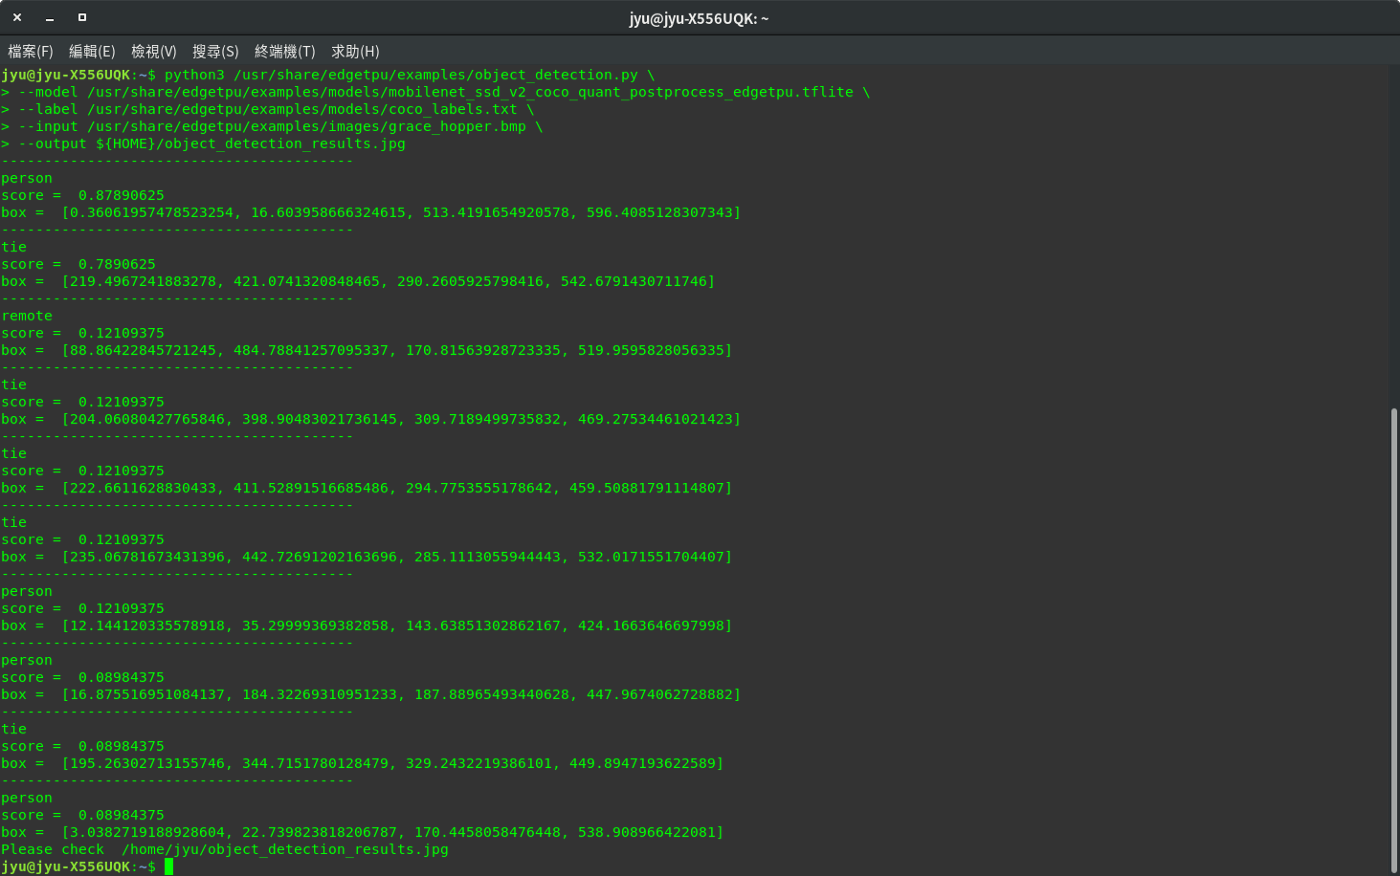 jyu@jyu-X556UQK: ~
檔案(F) 編輯(E) 檢視(V) 搜尋(S) 終端機(T) 求助(H)
jyu@jyu-X556UQK:~$ python3 /usr/share/edgetpu/examples/object_detection.py \
> --model /usr/share/edgetpu/examples/models/mobilenet_ssd_v2_coco_quant_postprocess_edgetpu.tflite \
> --label /usr/share/edgetpu/examples/models/coco_labels.txt \
> --input /usr/share/edgetpu/examples/images/grace_hopper.bmp \
> --output ${HOME}/object_detection_results.jpg
-----------------------------------------
person
score =  0.87890625
box =  [0.36061957478523254, 16.603958666324615, 513.4191654920578, 596.4085128307343]
-----------------------------------------
tie
score =  0.7890625
box =  [219.4967241883278, 421.0741320848465, 290.2605925798416, 542.6791430711746]
-----------------------------------------
remote
score =  0.12109375
box =  [88.86422845721245, 484.78841257095337, 170.81563928723335, 519.9595828056335]
-----------------------------------------
tie
score =  0.12109375
box =  [204.06080427765846, 398.90483021736145, 309.7189499735832, 469.27534461021423]
-----------------------------------------
tie
score =  0.12109375
box =  [222.6611628830433, 411.52891516685486, 294.7753555178642, 459.50881791114807]
-----------------------------------------
tie
score =  0.12109375
box =  [235.06781673431396, 442.72691202163696, 285.1113055944443, 532.0171551704407]
-----------------------------------------
person
score =  0.12109375
box =  [12.144120335578918, 35.29999369382858, 143.63851302862167, 424.1663646697998]
-----------------------------------------
person
score =  0.08984375
box =  [16.875516951084137, 184.32269310951233, 187.88965493440628, 447.9674062728882]
-----------------------------------------
tie
score =  0.08984375
box =  [195.26302713155746, 344.7151780128479, 329.2432219386101, 449.8947193622589]
-----------------------------------------
person
score =  0.08984375
box =  [3.0382719188928604, 22.739823818206787, 170.4458058476448, 538.908966422081]
Please check  /home/jyu/object_detection_results.jpg
jyu@jyu-X556UQK:~$